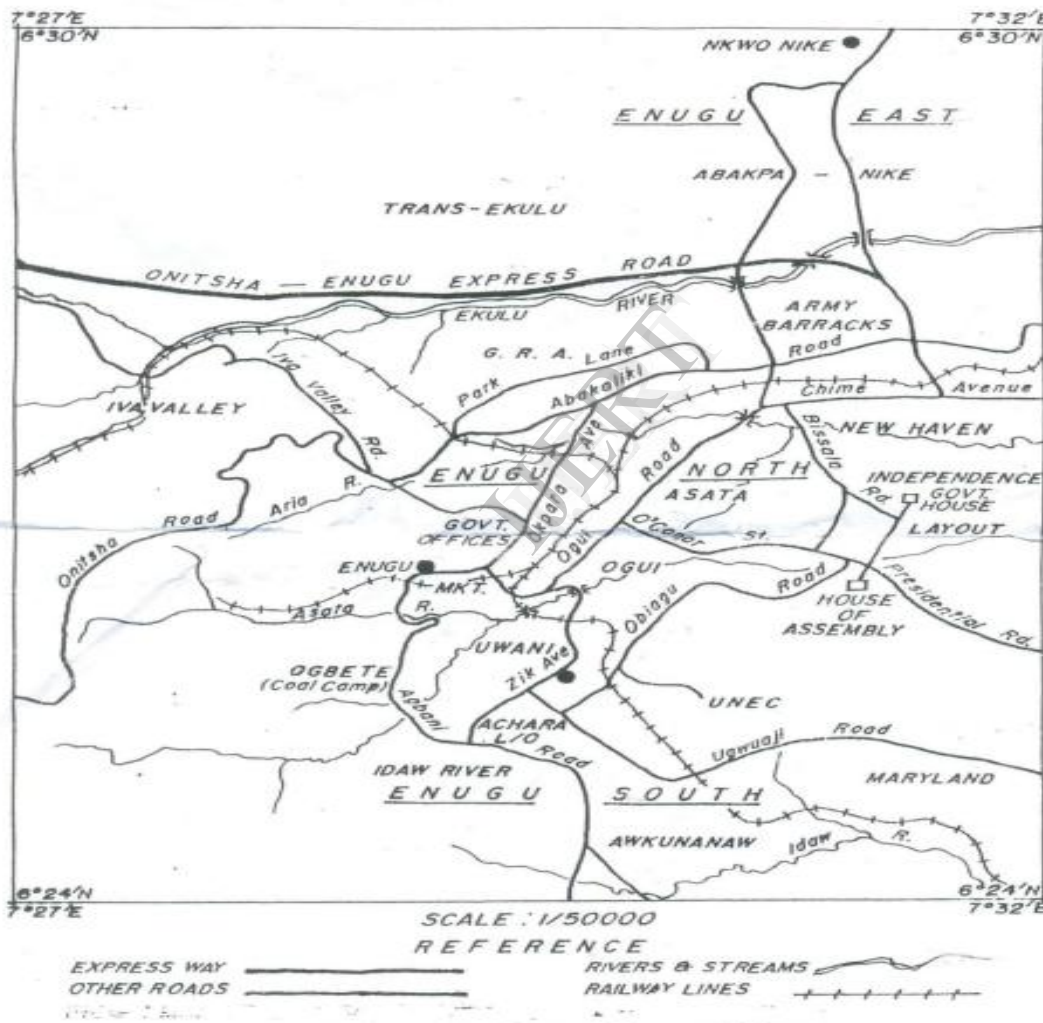 7°27'E
7°32'E
6°30'N
6°30'N
NKWO NIKE
ENUGU EAST
ABAKPA – NIKE
TRANS-EKULU
ONITSHA — ENUGU EXPRESS ROAD
EKULU RIVER
ARMY
BARRACKS
G. R. A.
Park Lane
Abakaliki Road
Chime Avenue
Iva Valley Rd.
IVA VALLEY
NEW HAVEN
Bissala Rd.
ENUGU NORTH
Okpara Ave
Ogui Road
ASATA
INDEPENDENCE
GOVT.
HOUSE
LAYOUT
Aria R.
Onitsha Road
GOVT.
OFFICES
O'Conor St.
ENUGU
MKT.
OGUI
Asata R.
Obiagu Road
HOUSE
OF
ASSEMBLY
Presidential Rd.
UWANI
Zik Ave
OGBETE
(Coal Camp)
Agbani Road
UNEC
ACHARA
L/O
Ugwuaji Road
IDAW RIVER
MARYLAND
ENUGU SOUTH
AWKUNANAW
Idaw R.
6°24'N
6°24'N
7°27'E
7°32'E
SCALE : 1/50000
REFERENCE
EXPRESS WAY
RIVERS & STREAMS
OTHER ROADS
RAILWAY LINES